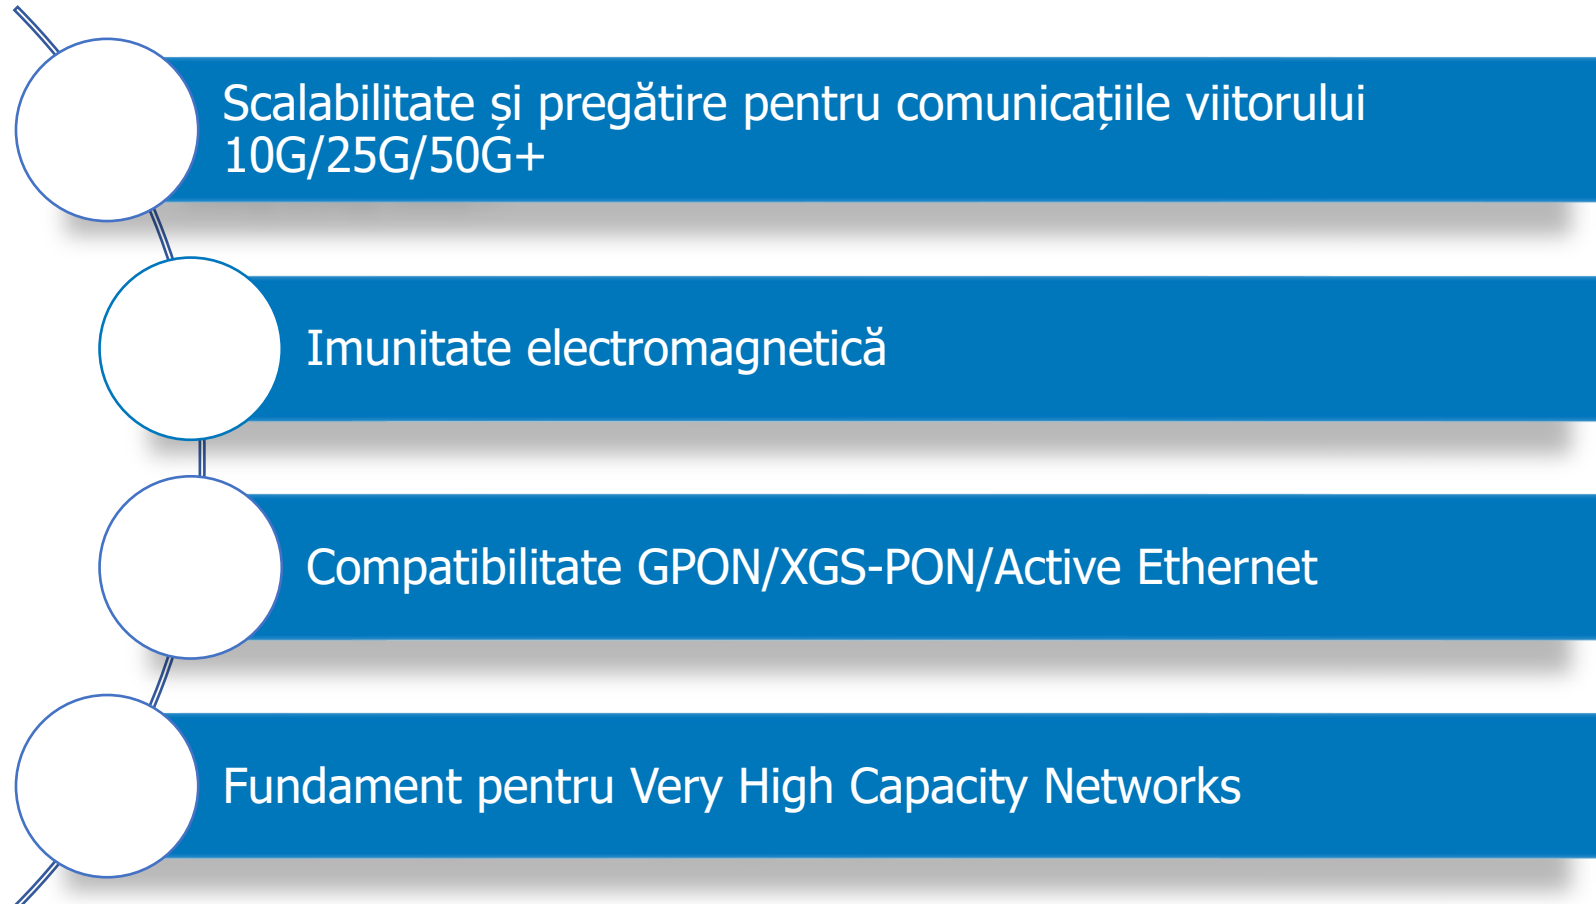 Scalabilitate și pregătire pentru comunicațiile viitorului
10G/25G/50G+
Imunitate electromagnetică
Compatibilitate GPON/XGS-PON/Active Ethernet
Fundament pentru Very High Capacity Networks